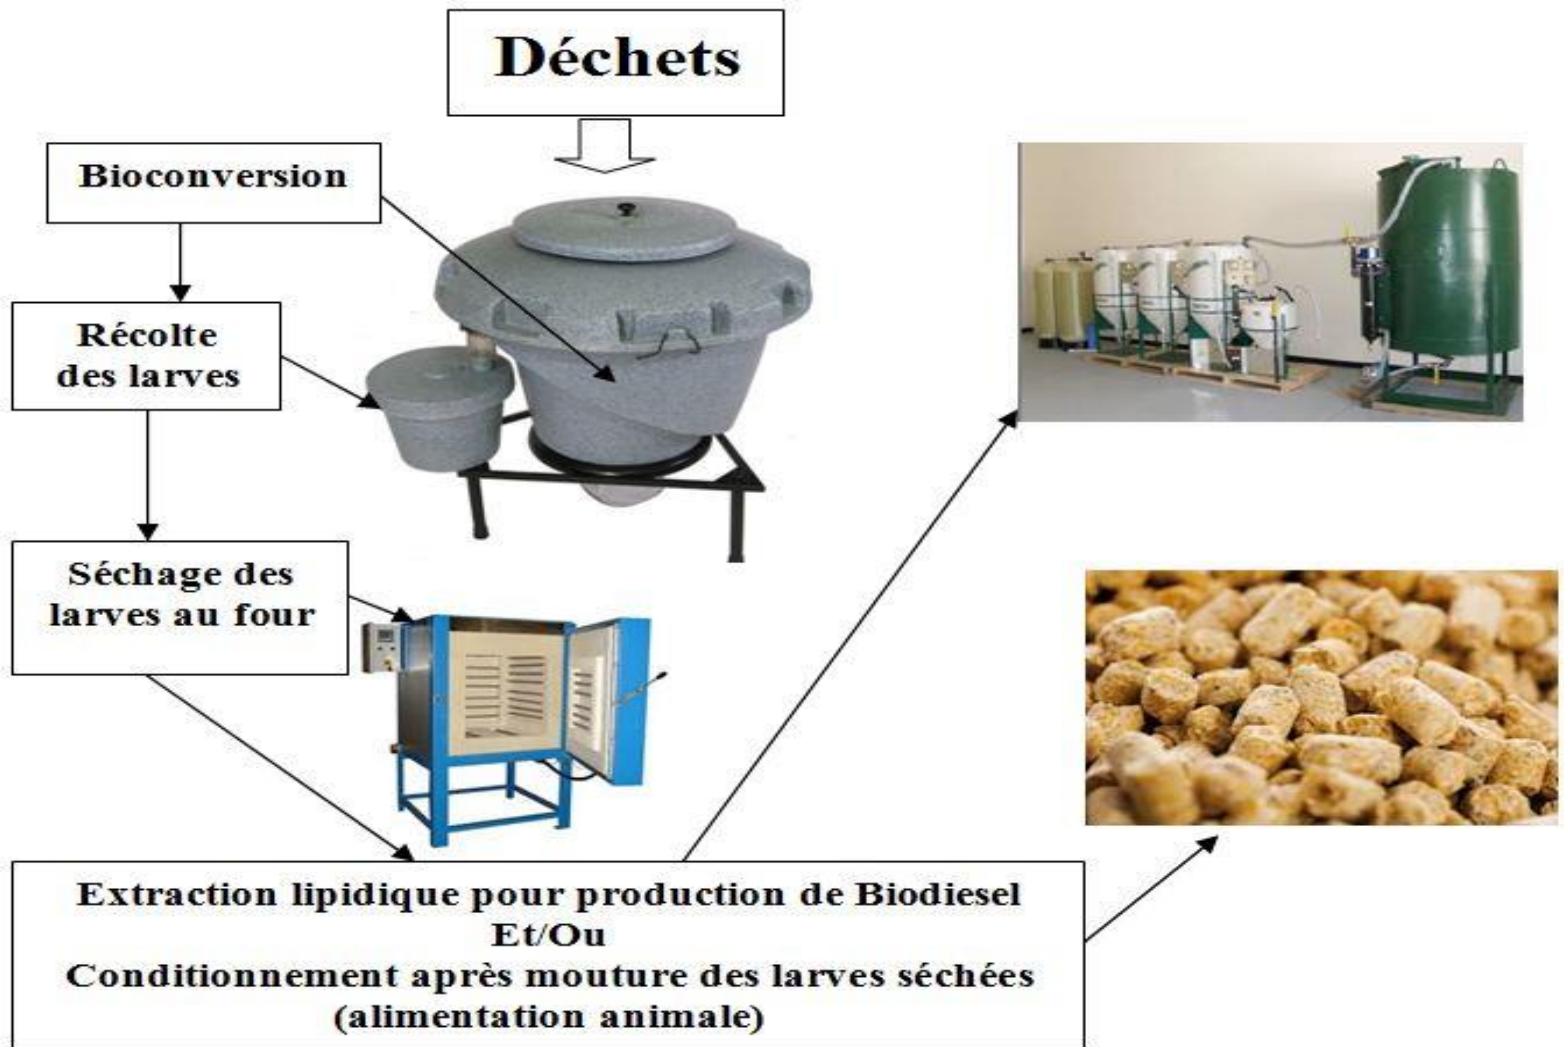 Déchets
Bioconversion
Récolte
des larves
Séchage des
larves au four
Extraction lipidique pour production de Biodiesel
Et/Ou
Conditionnement après mouture des larves séchées
(alimentation animale)